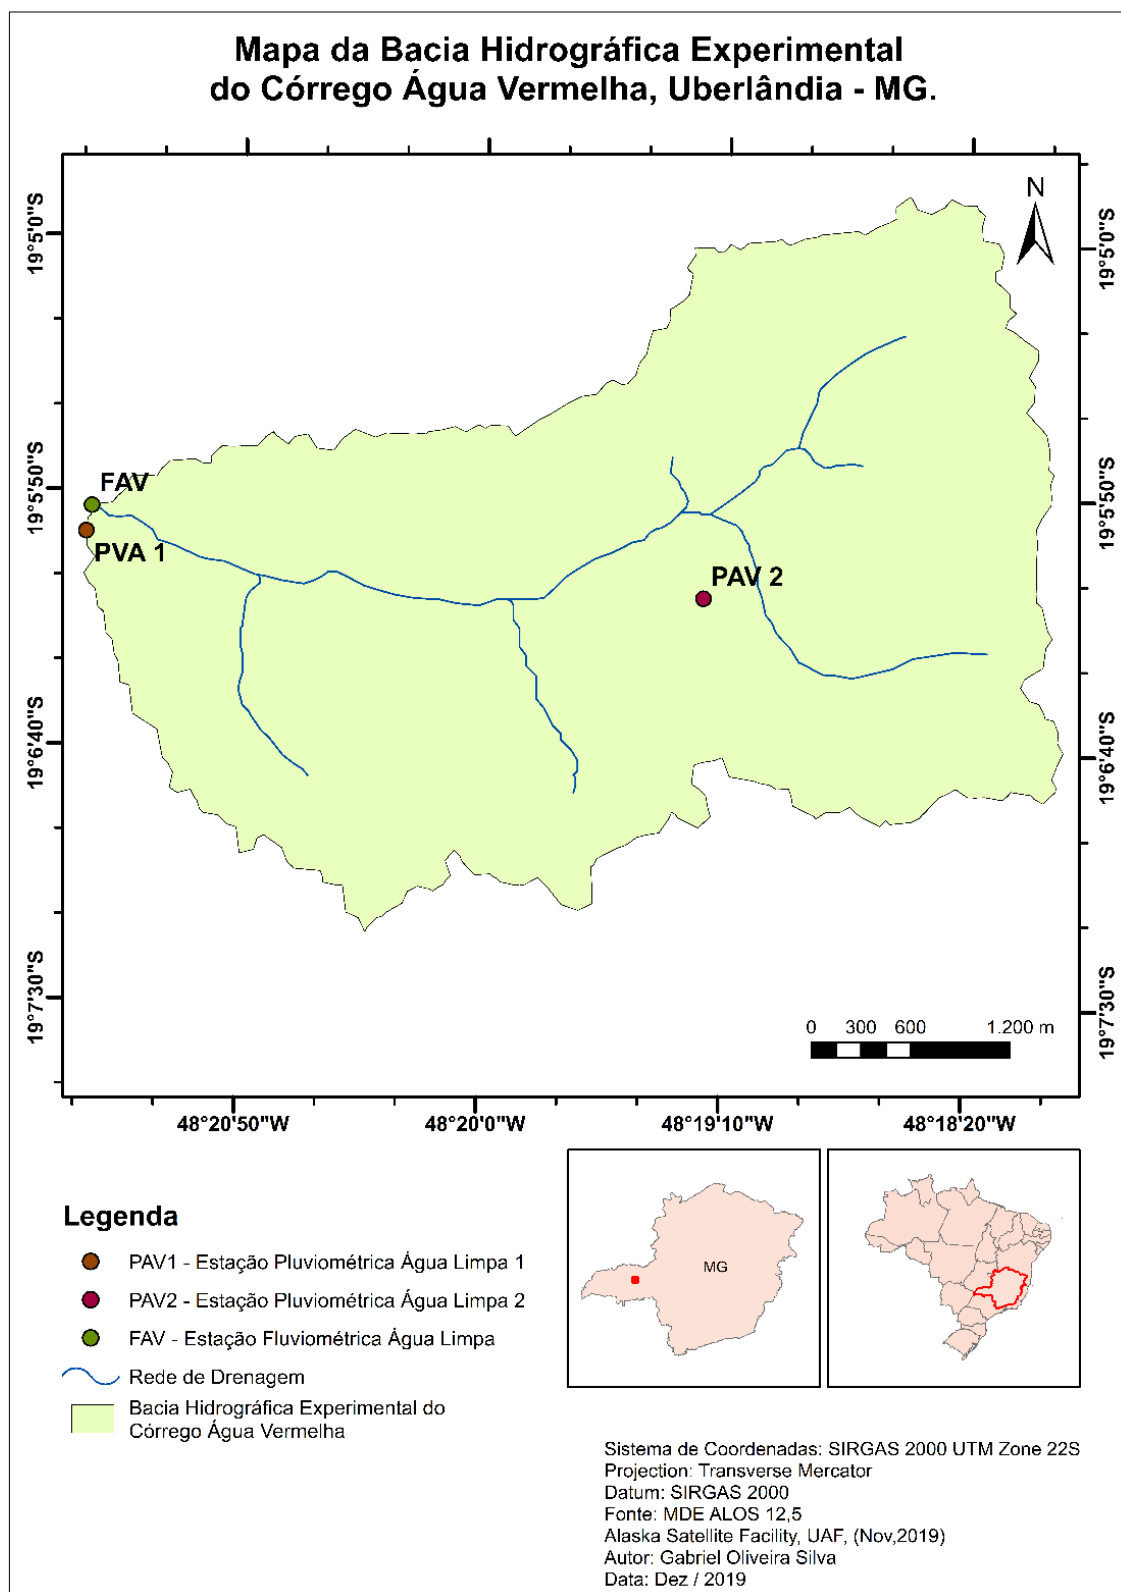 Mapa da Bacia Hidrográfica Experimental
do Córrego Água Vermelha, Uberlândia - MG.
N
19°5'0"S
19°5'0"S
19°5'50"S
19°5'50"S
FAV
PVA 1
PAV 2
19°6'40"S
19°6'40"S
19°7'30"S
19°7'30"S
0 300 600 1.200 m
48°20'50"W 48°20'0"W 48°19'10"W 48°18'20"W
MG
Legenda
PAV1 - Estação Pluviométrica Água Limpa 1
PAV2 - Estação Pluviométrica Água Limpa 2
FAV - Estação Fluviométrica Água Limpa
Rede de Drenagem
Bacia Hidrográfica Experimental do
Córrego Água Vermelha
Sistema de Coordenadas: SIRGAS 2000 UTM Zone 22S
Projection: Transverse Mercator
Datum: SIRGAS 2000
Fonte: MDE ALOS 12,5
Alaska Satellite Facility, UAF, (Nov,2019)
Autor: Gabriel Oliveira Silva
Data: Dez / 2019